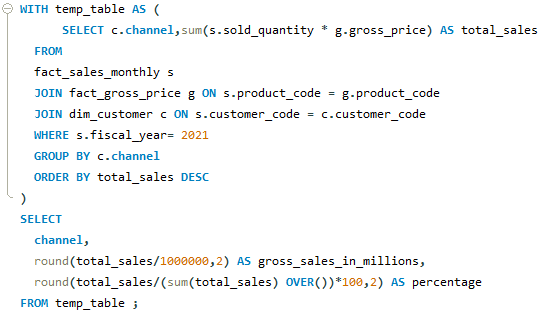 WITH temp_table AS (
SELECT c.channel,sum(s.sold_quantity * g.gross_price) AS total_sales
FROM
fact_sales_monthly s
JOIN fact_gross_price g ON s.product_code = g.product_code
JOIN dim_customer c ON s.customer_code = c.customer_code
WHERE s.fiscal_year= 2021
GROUP BY c.channel
ORDER BY total_sales DESC
)
SELECT
channel,
round(total_sales/1000000,2) AS gross_sales_in_millions,
round(total_sales/(sum(total_sales) OVER())*100,2) AS percentage
FROM temp_table ;